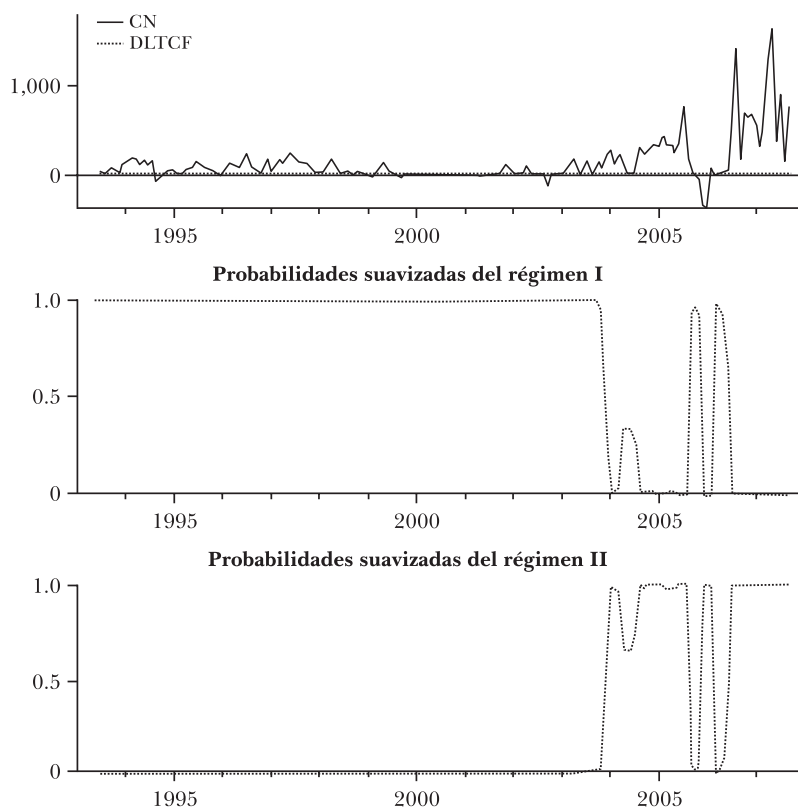 CN
DLTCF
1,000
0
1995 2000 2005
Probabilidades suavizadas del régimen I
1.0
0.5
0
1995 2000 2005
Probabilidades suavizadas del régimen II
1.0
0.5
0
1995 2000 2005